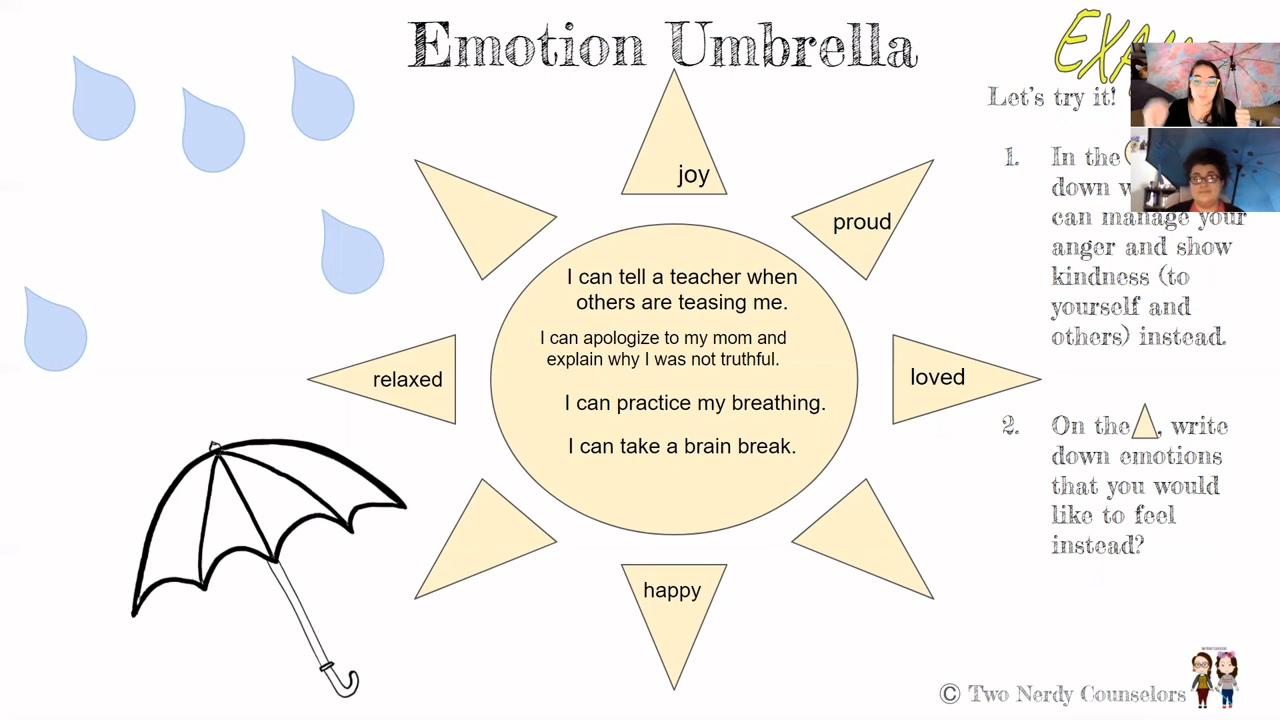 Emotion Umbrella
Let's try it!
joy
proud
loved
happy
relaxed
I can tell a teacher when
others are teasing me.
I can apologize to my mom and
explain why I was not truthful.
I can practice my breathing.
I can take a brain break.
1. In the
down
can manage your
anger and show
kindness (to
yourself and
others) instead.
2. On the , write
down emotions
that you would
like to feel
instead?
© Two Nerdy Counselors